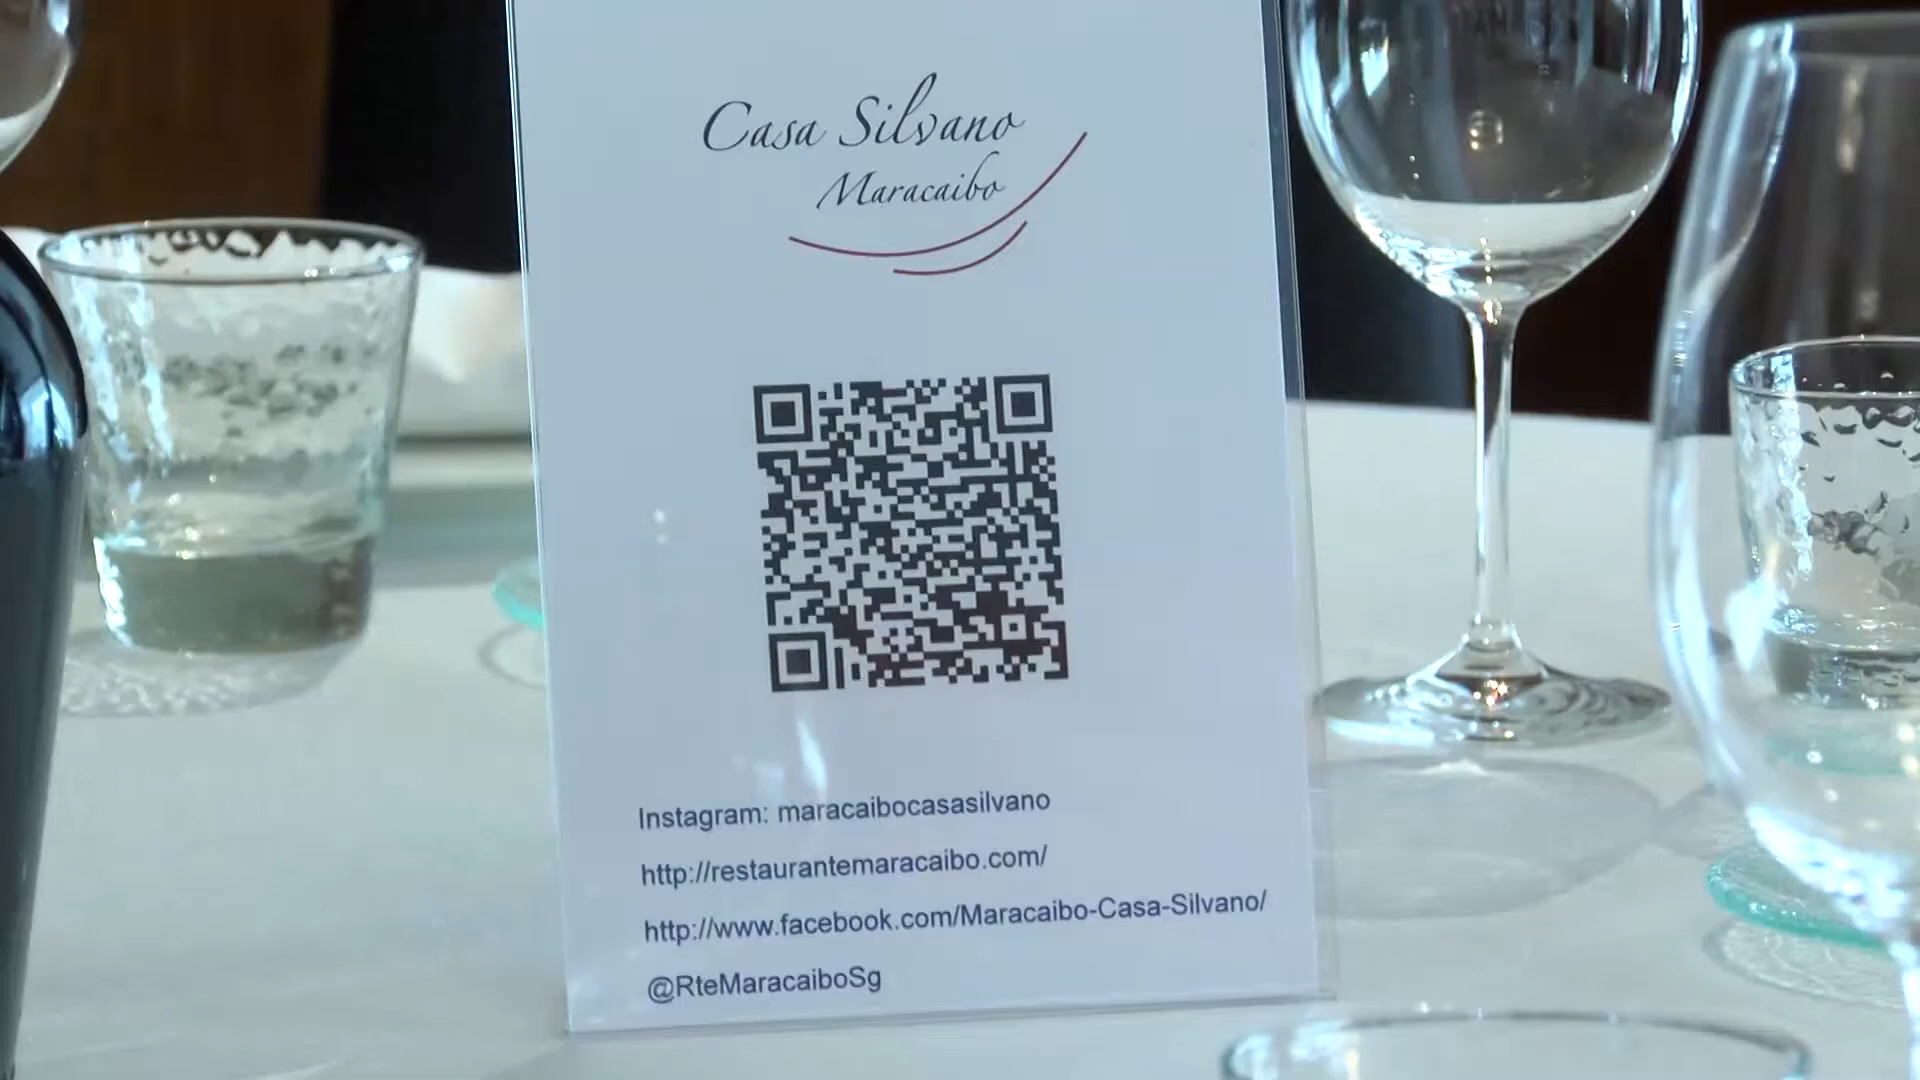 Casa Silvano
Maracaibo
Instagram: maracaibocasasilvano
http://restaurantemaracaibo.com/
http://www.facebook.com/Maracaibo-Casa-Silvano/
@RteMaracaiboSg